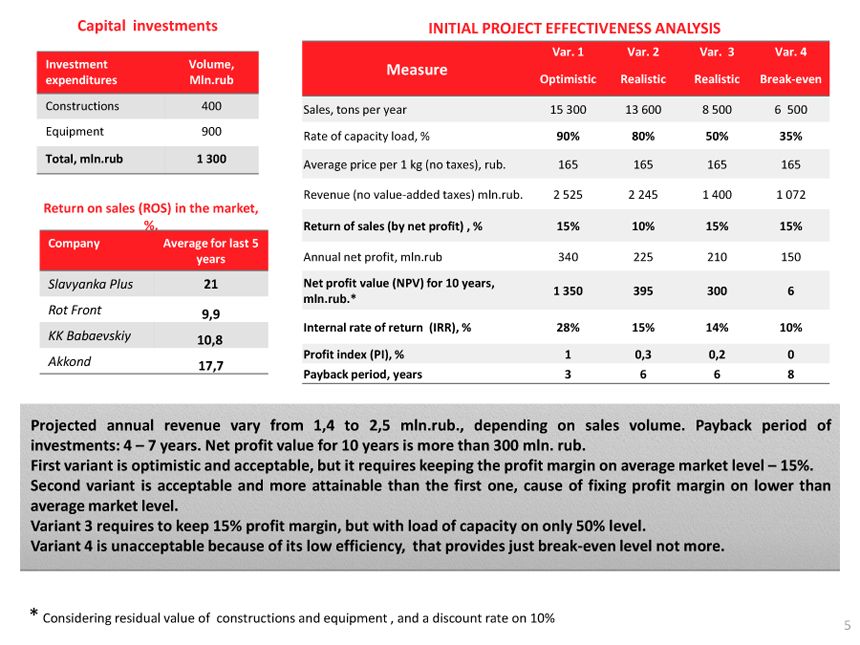 Capital investments
Investment expenditures Volume, Mln.rub
Constructions 400
Equipment 900
Total, mln.rub 1 300
Return on sales (ROS) in the market,
%.
Company Average for last 5 years
Slavyanka Plus 21
Rot Front 9,9
KK Babaevskiy 10,8
Akkond 17,7
INITIAL PROJECT EFFECTIVENESS ANALYSIS
Measure Var. 1 Optimistic Var. 2 Realistic Var. 3 Realistic Var. 4 Break-even
Sales, tons per year 15 300 13 600 8 500 6 500
Rate of capacity load, % 90% 80% 50% 35%
Average price per 1 kg (no taxes), rub. 165 165 165 165
Revenue (no value-added taxes) mln.rub. 2 525 2 245 1 400 1 072
Return of sales (by net profit) , % 15% 10% 15% 15%
Annual net profit, mln.rub 340 225 210 150
Net profit value (NPV) for 10 years, mln.rub.* 1 350 395 300 6
Internal rate of return (IRR), % 28% 15% 14% 10%
Profit index (PI), % 1 0,3 0,2 0
Payback period, years 3 6 6 8
Projected annual revenue vary from 1,4 to 2,5 mln.rub., depending on sales volume. Payback period of
investments: 4 – 7 years. Net profit value for 10 years is more than 300 mln. rub.
First variant is optimistic and acceptable, but it requires keeping the profit margin on average market level – 15%.
Second variant is acceptable and more attainable than the first one, cause of fixing profit margin on lower than
average market level.
Variant 3 requires to keep 15% profit margin, but with load of capacity on only 50% level.
Variant 4 is unacceptable because of its low efficiency, that provides just break-even level not more.
* Considering residual value of constructions and equipment , and a discount rate on 10%
5